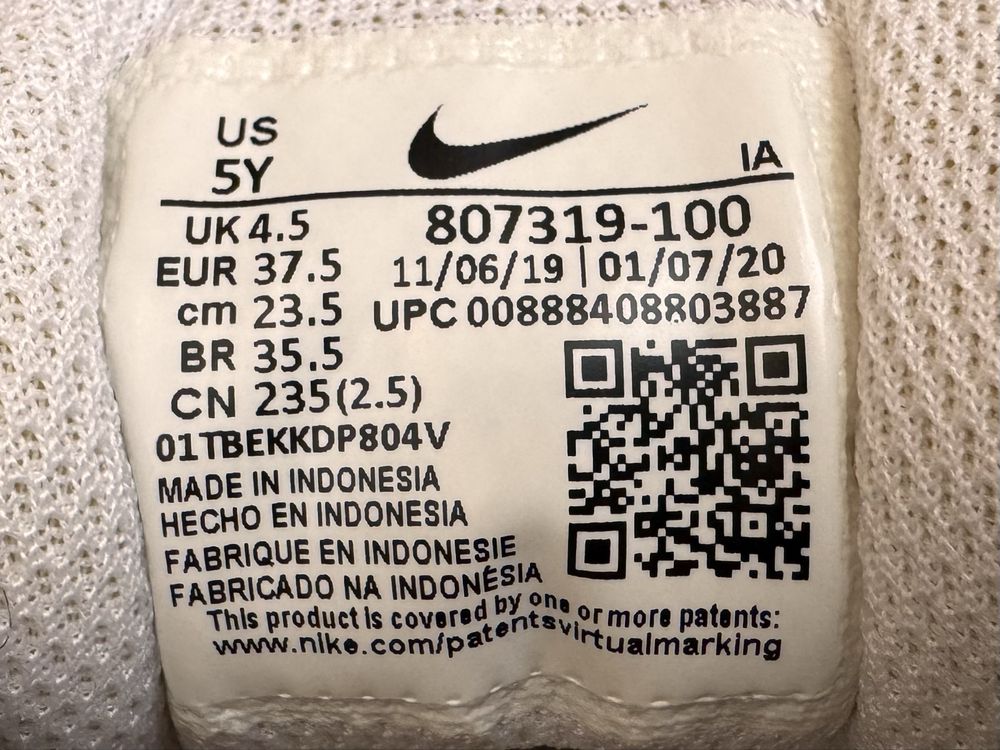 US
5Y
IA
UK 4.5
EUR 37.5
cm 23.5
BR 35.5
CN 235(2.5)
807319-100
11/06/19 | 01/07/20
UPC 00888408803887
01TBEKKDP804V
MADE IN INDONESIA
HECHO EN INDONESIA
FABRIQUE EN INDONESIE
FABRICADO NA INDONÉSIA
This product is covered by one or more patents:
www.nike.com/patentsvirtualmarking